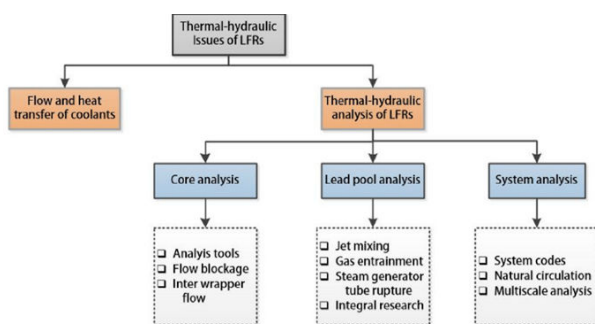 Thermal-hydraulic
issues of LFRs
Flow and heat
transfer of coolants
Thermal-hydraulic
analysis of LFRs
Core analysis
Lead pool analysis
System analysis
❑ Analyis tools
❑ Flow blockage
❑ Inter wrapper
flow
❑ Jet mixing
❑ Gas entrainment
❑ Steam generator
tube rupture
❑ Integral research
❑ System codes
❑ Natural circulation
❑ Multiscale analysis